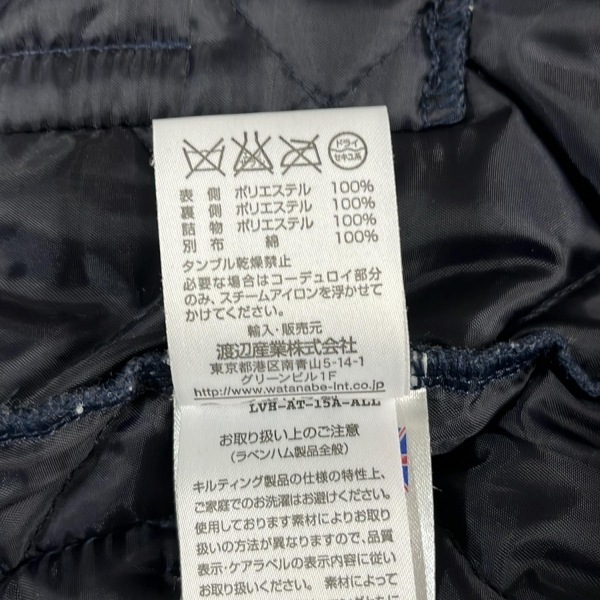 ドライ
セキユ系
表 側 ポリエステル 100%
裏 側 ポリエステル 100%
詰 物 ポリエステル 100%
別 布 綿 100%
タンブル乾燥禁止
必要な場合はコーデュロイ部分
のみ、スチームアイロンを浮かせて
かけてください。
輸入・販売元
渡辺産業株式会社
東京都港区南青山5-14-1
グリーンビル1F
http://www.watanabe-int.co.jp
LVH-AT-15A-ALL
お取り扱い上のご注意
(ラベンハム製品全般)
キルティング製品の仕様の特性上、
ご家庭でのお洗濯はお避けください。
使用しております素材によりお取り
扱いの方法が異なりますので、品質
表示・ケアラベルの表示内容に従い
お取り扱いください。 素材によって